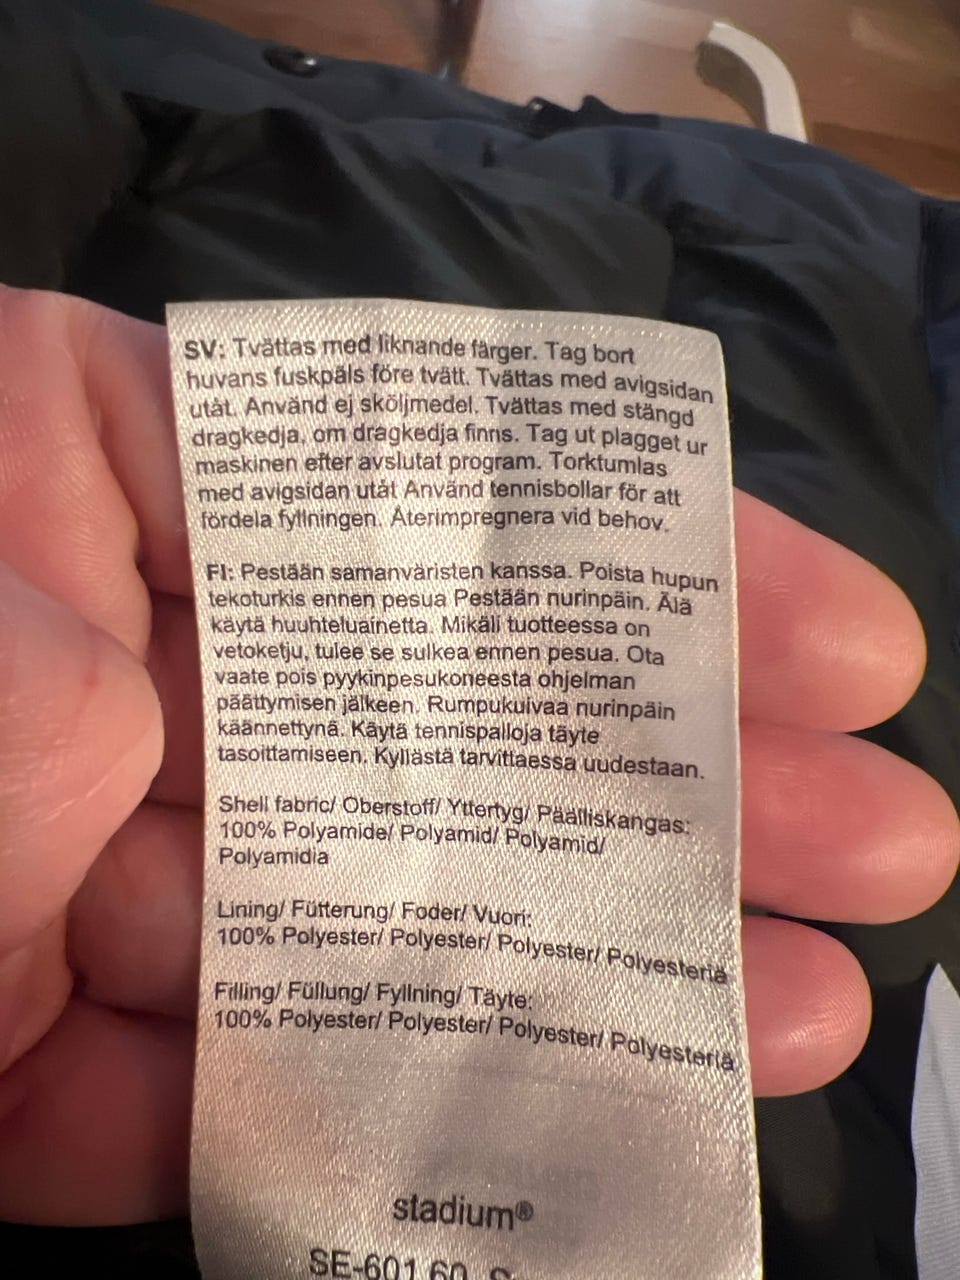 SV: Tvättas med liknande färger. Tag bort
huvans fuskpäls före tvätt. Tvättas med avigsidan
utåt. Använd ej sköljmedel. Tvättas med stängd
dragkedja, om dragkedja finns. Tag ut plagget ur
maskinen efter avslutat program. Torktumlas
med avigsidan utåt Använd tennisbollar för att
fördela fyllningen. Återimpregnera vid behov.
FI: Pestään samanväristen kanssa. Poista hupun
tekoturkis ennen pesua Pestään nurinpäin. Älä
käytä huuhteluainetta. Mikäli tuotteessa on
vetoketju, tulee se sulkea ennen pesua. Ota
vaate pois pyykinpesukoneesta ohjelman
päättymisen jälkeen. Rumpukuivaa nurinpäin
käännettynä. Käytä tennispalloja täyte
tasoittamiseen. Kyllästä tarvittaessa uudestaan.
Shell fabric/ Oberstoff/ Yttertyg/ Päälliskangas:
100% Polyamide/ Polyamid/ Polyamid/
Polyamidia
Lining/ Fütterung/ Foder/ Vuori:
100% Polyester/ Polyester/ Polyester/ Polyesteriä
Filling/ Füllung/ Fyllning/ Täyte:
100% Polyester/ Polyester/ Polyester/ Polyesteriä
stadium®
SE-601 60